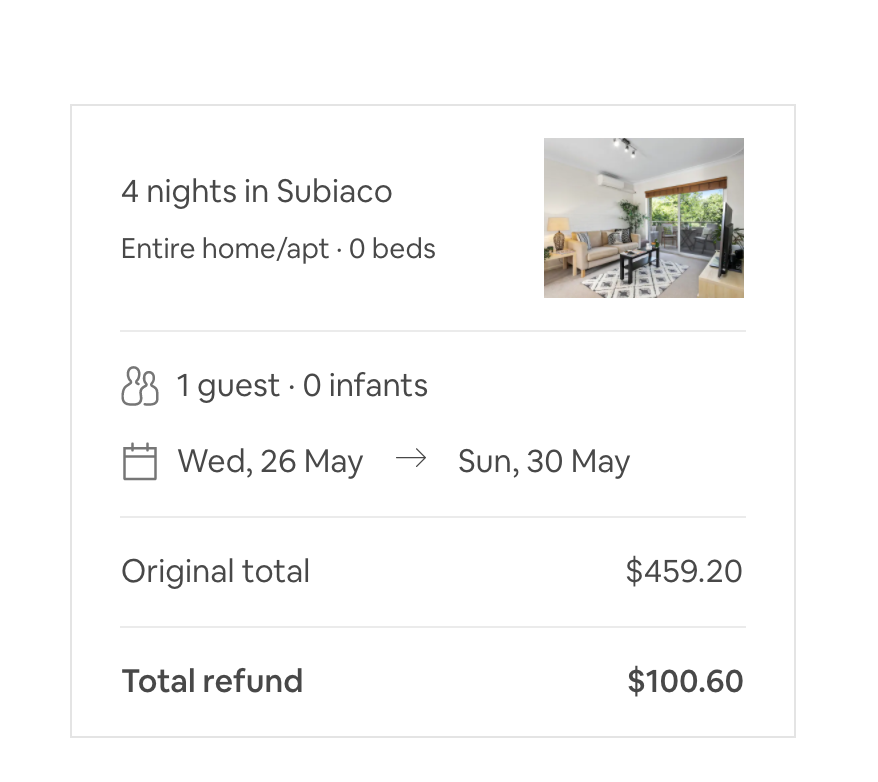 4 nights in Subiaco
Entire home/apt · 0 beds
1 guest · 0 infants
Wed, 26 May → Sun, 30 May
Original total $459.20
Total refund $100.60